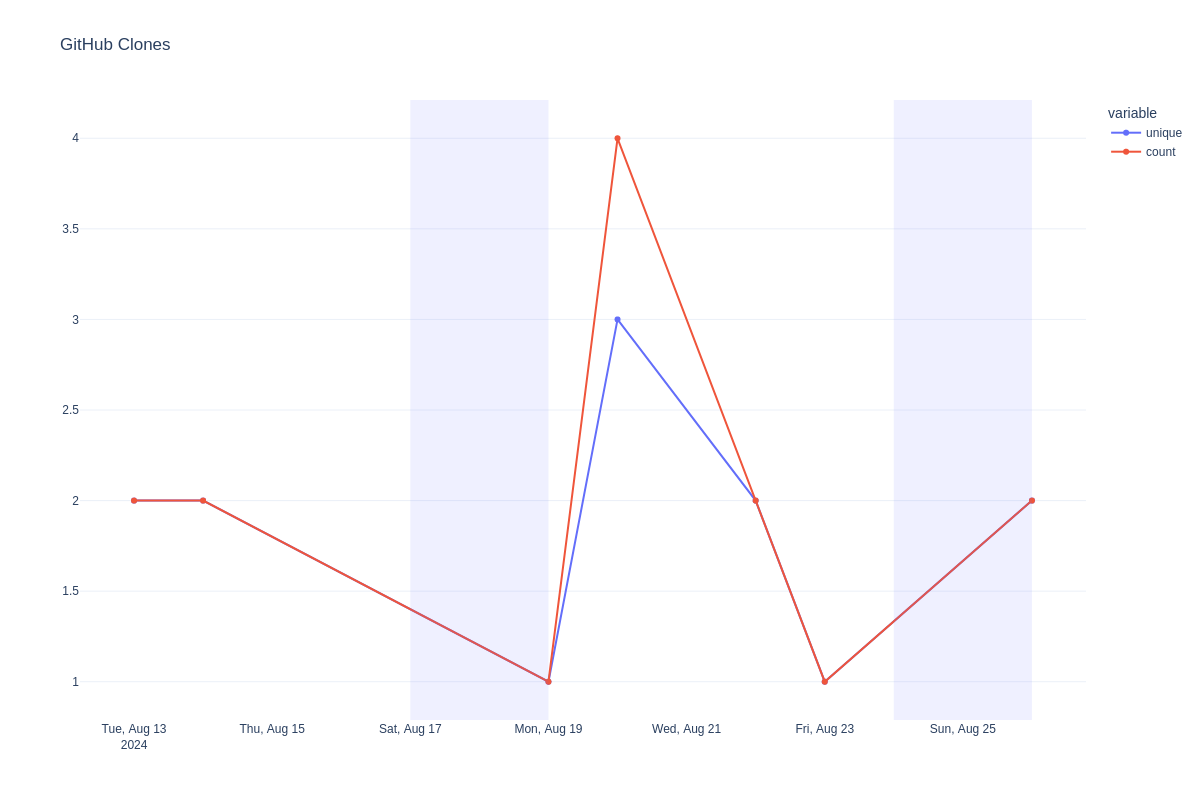 GitHub Clones
variable
unique
count
4
3.5
3
2.5
2
1.5
1
Tue, Aug 13
2024
Thu, Aug 15
Sat, Aug 17
Mon, Aug 19
Wed, Aug 21
Fri, Aug 23
Sun, Aug 25